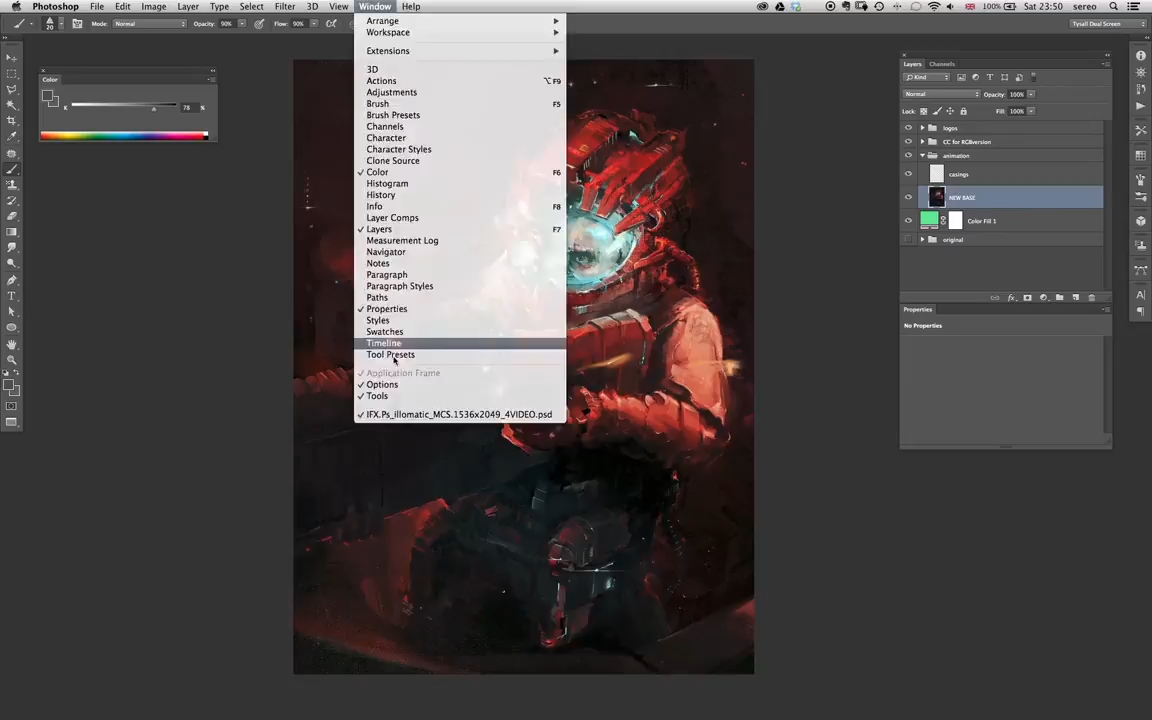 Photoshop File Edit Image Layer Type Select Filter 3D View Window Help 100% Sat 23:50 sereo
20 Mode: Normal Opacity: 90% Flow: 90% Tysall Dual Screen
Arrange
Workspace
Extensions
3D
Actions ⌥F9
Adjustments
Brush F5
Brush Presets
Channels
Character
Character Styles
Clone Source
✓ Color F6
Histogram
History
Info F8
Layer Comps
✓ Layers F7
Measurement Log
Navigator
Notes
Paragraph
Paragraph Styles
Paths
✓ Properties
Styles
Swatches
Timeline
Tool Presets
✓ Application Frame
✓ Options
✓ Tools
✓ IFX.Ps_illomatic_MCS.1536x2049_4VIDEO.psd
Color
K 78 %
Layers Channels
Kind
Normal Opacity: 100%
Lock: Fill: 100%
logos
CC for RGBversion
animation
casings
NEW BASE
Color Fill 1
original
fx
Properties
No Properties